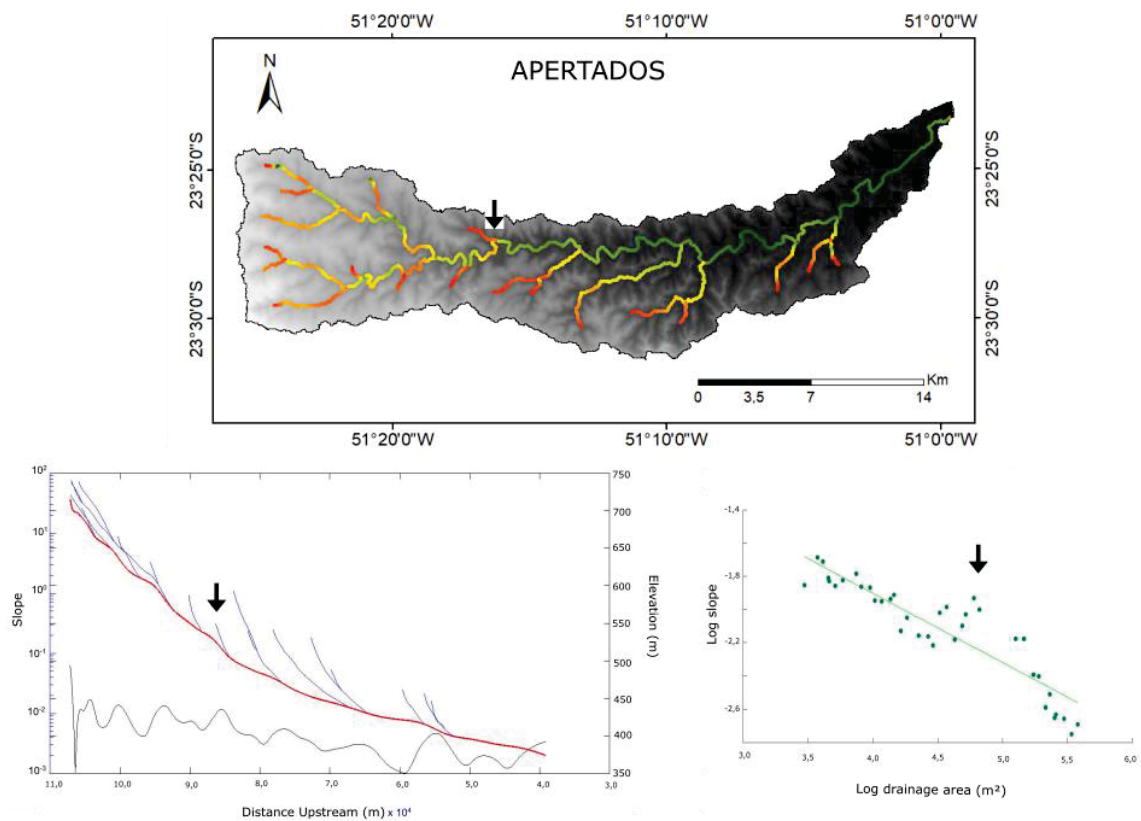 51°20'0"W 51°10'0"W 51°0'0"W
N
APERTADOS
23°25'0"S 23°25'0"S
23°30'0"S 23°30'0"S
Km
0 3,5 7 14
51°20'0"W 51°10'0"W 51°0'0"W
Slope
10² 10¹ 10⁰ 10⁻¹ 10⁻² 10⁻³
750 700 650 600 550 500 450 400 350
Elevation (m)
11,0 10,0 9,0 8,0 7,0 6,0 5,0 4,0 3,0
Distance Upstream (m) x 10⁴
Log slope
-1,4 -1,8 -2,2 -2,6
3,0 4,0 4,5 5,0 5,5 6,0
Log drainage area (m²)